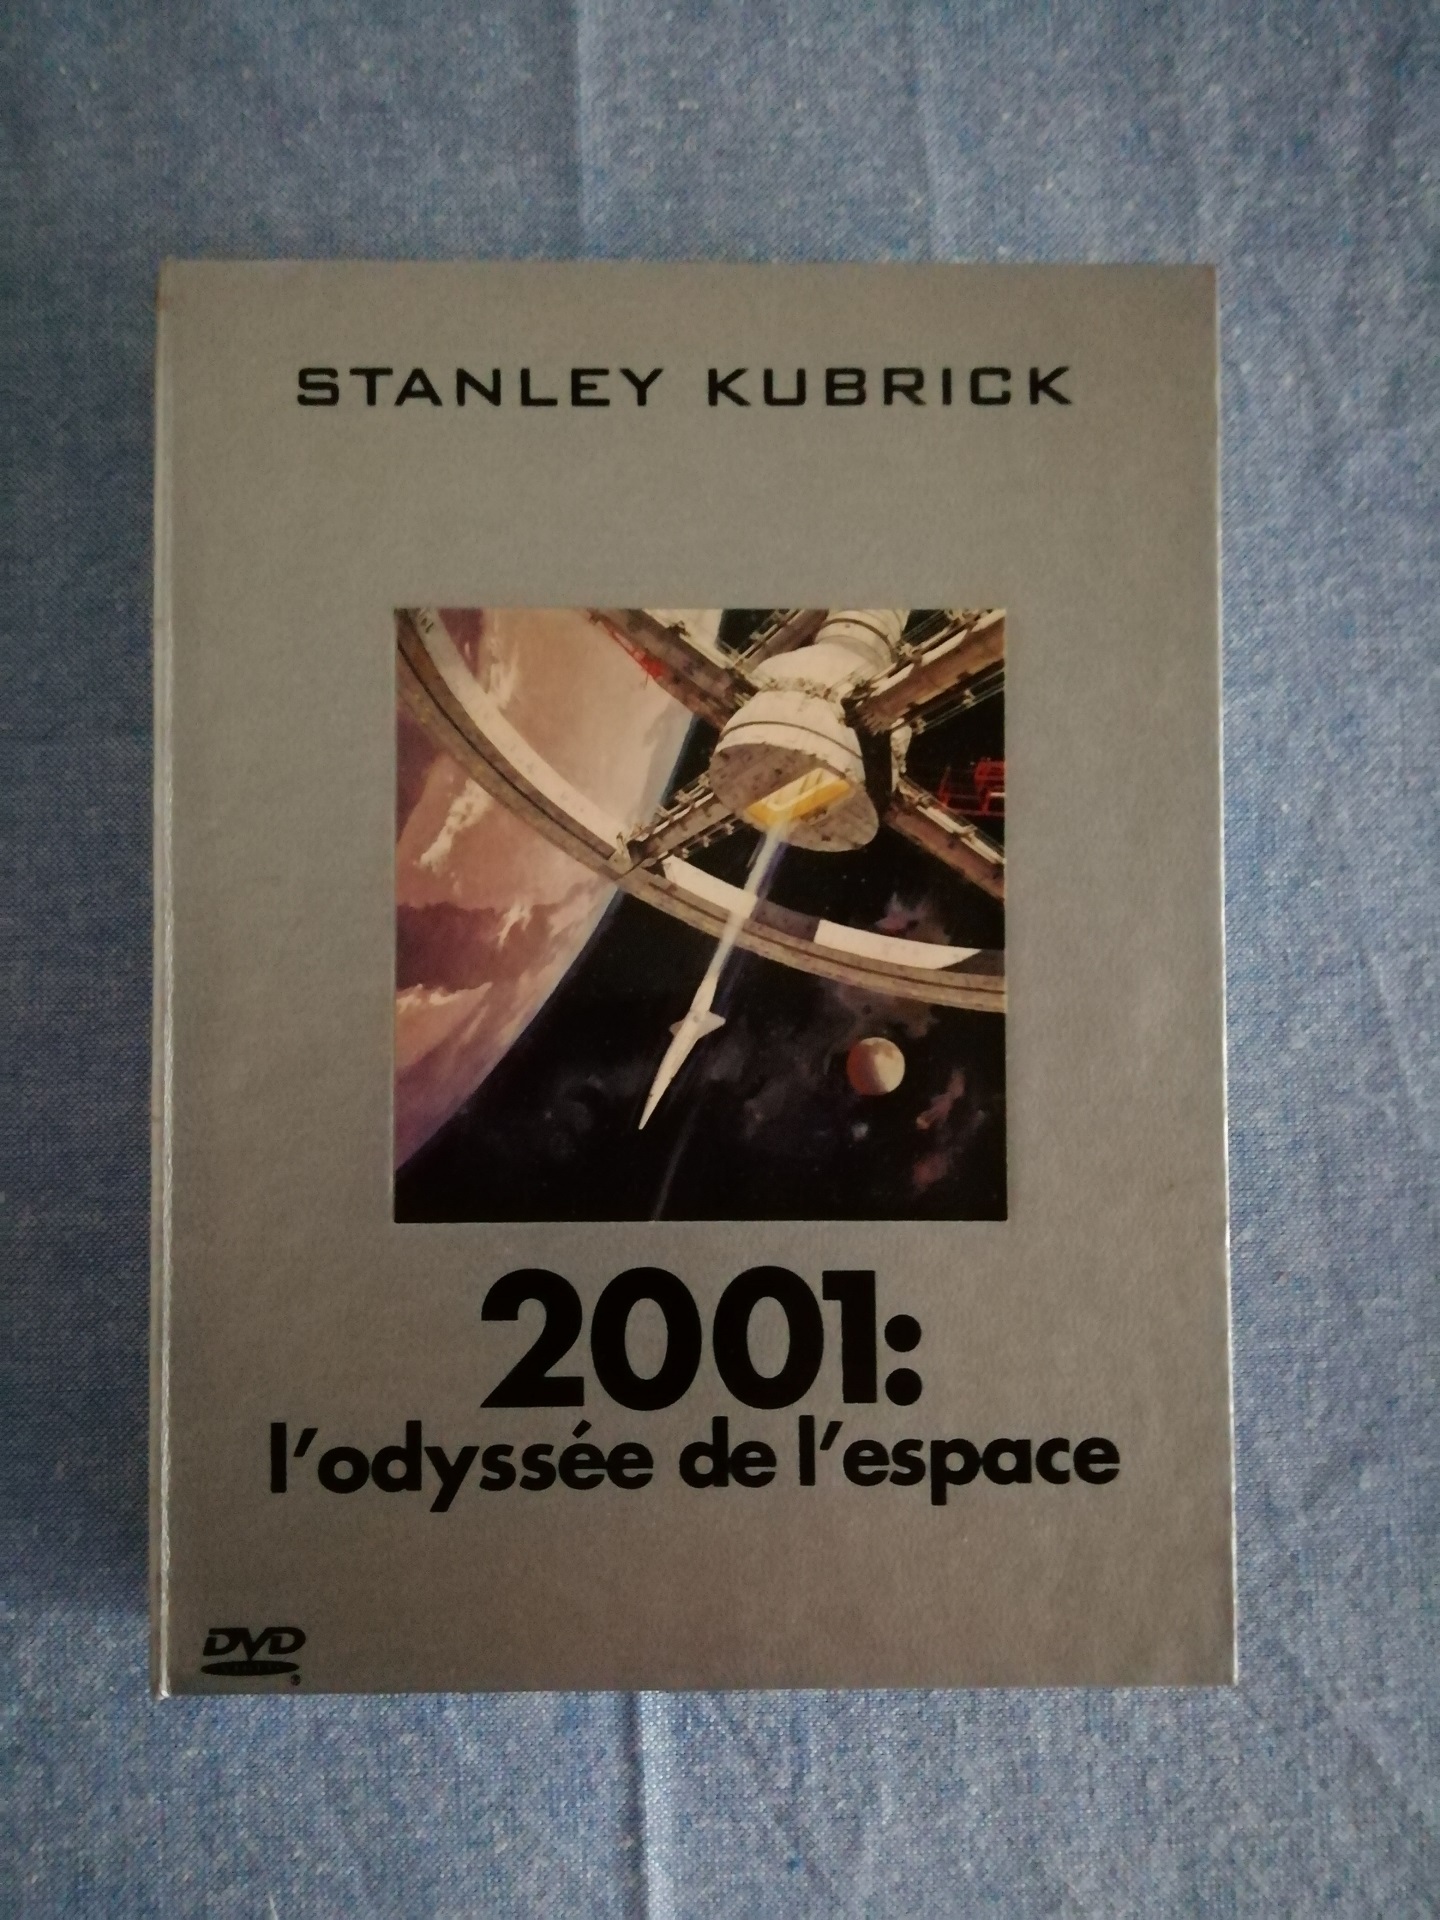 STANLEY KUBRICK
2001:
l'odyssée de l'espace
DVD